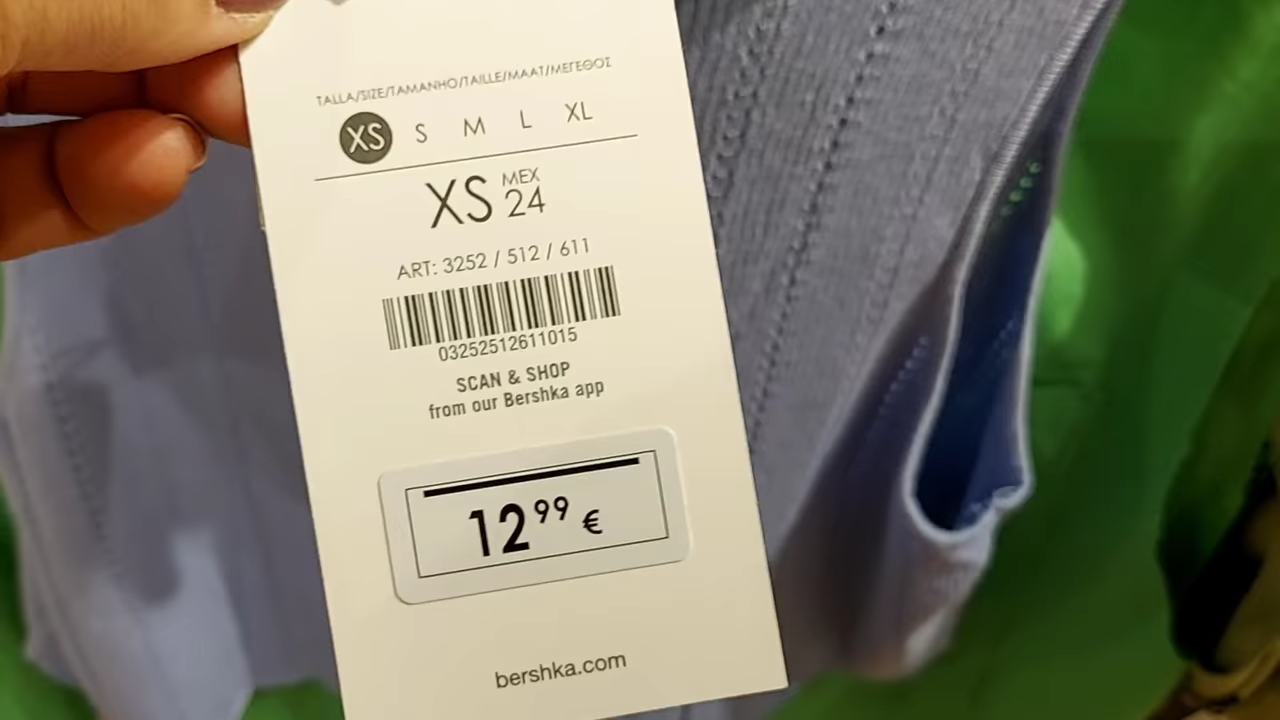 TALLA/SIZE/TAMANHO/TAILLE/MAAT/ΜΕΓΕΘΟΣ
XS S M L XL
XS MEX 24
ART: 3252 / 512 / 611
03252512611015
SCAN & SHOP
from our Bershka app
12 99 €
bershka.com